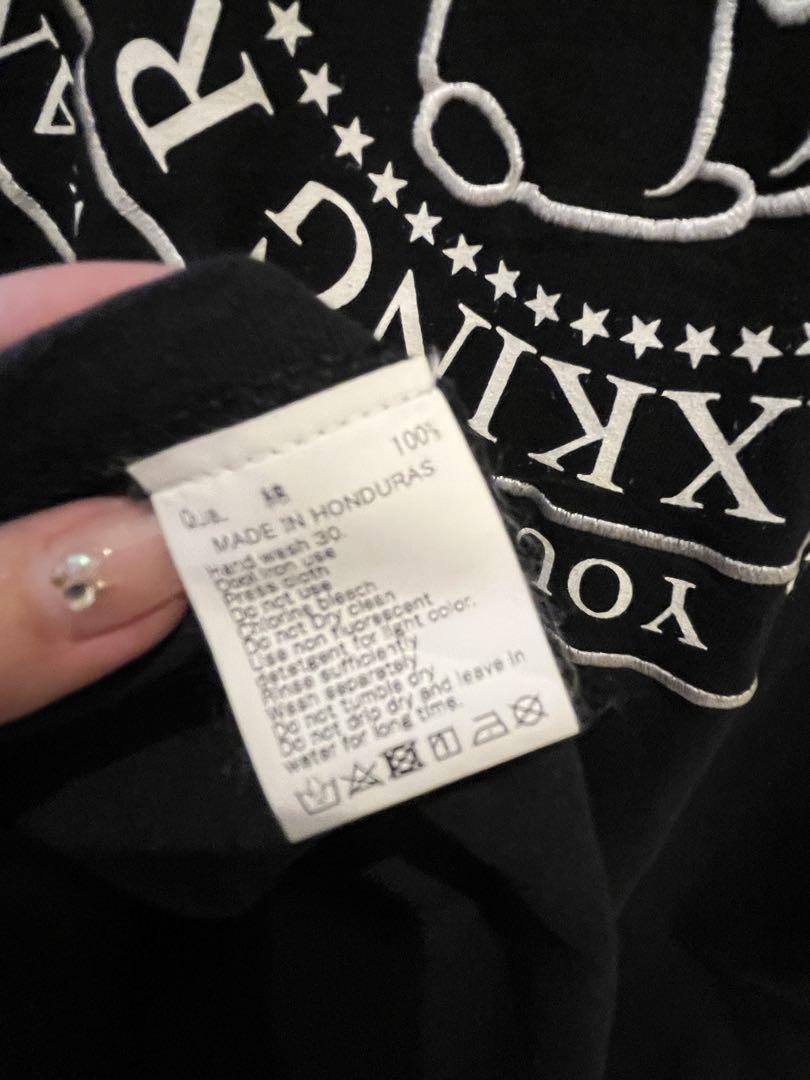 R
G
XKING
YOU
100%
Qua. 綿
MADE IN HONDURAS
Hand wash 30.
Cool iron use
Press cloth
Do not use
Chlorine bleach
Do not Dry clean
Use non fluorescent
detergent for light color.
Rinse sufficiently
Wash separately
Do not tumble dry
Do not drip dry and leave in
water for long time.